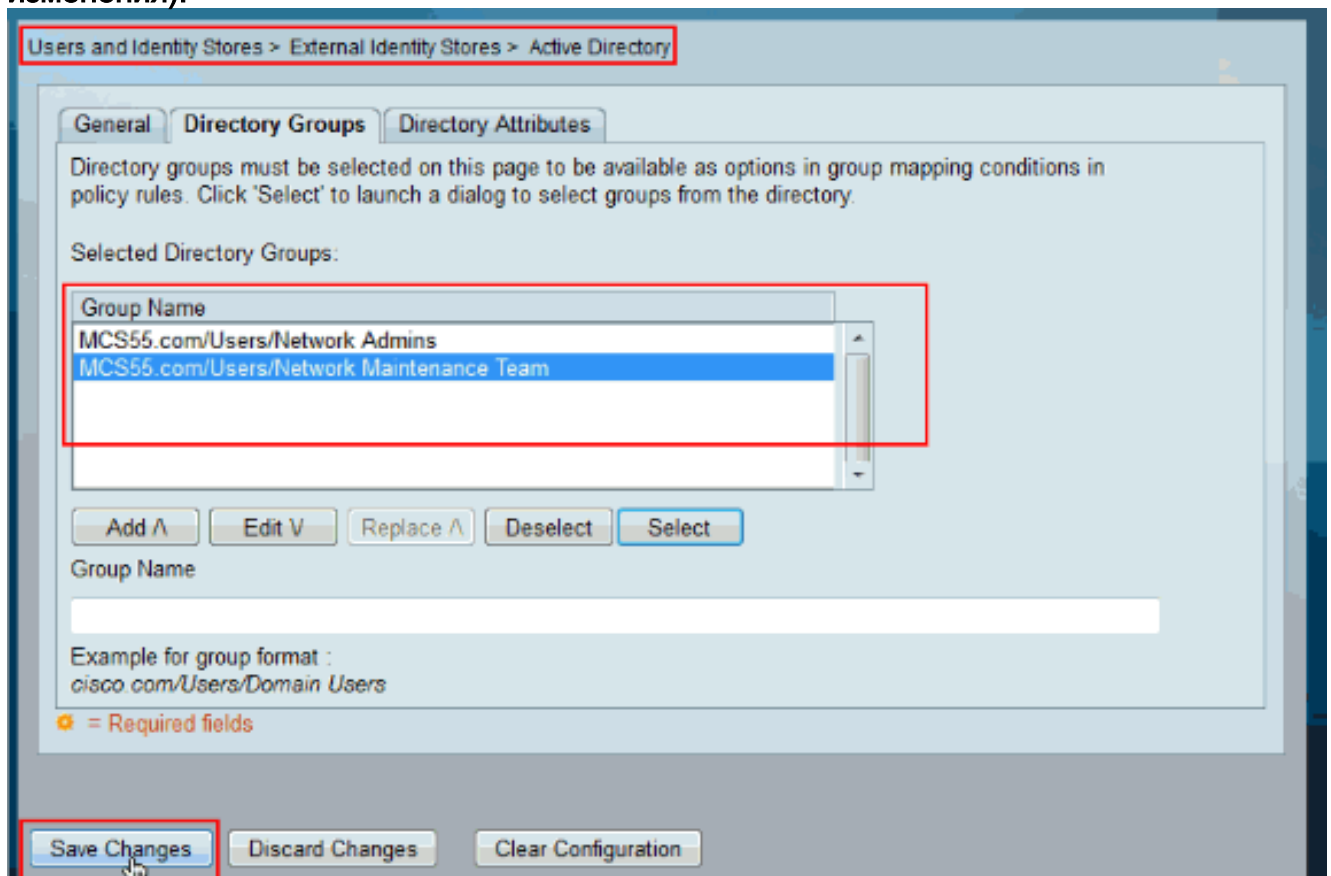 изменения).
Users and Identity Stores > External Identity Stores > Active Directory
General Directory Groups Directory Attributes
Directory groups must be selected on this page to be available as options in group mapping conditions in
policy rules. Click 'Select' to launch a dialog to select groups from the directory.
Selected Directory Groups:
Group Name
MCS55.com/Users/Network Admins
MCS55.com/Users/Network Maintenance Team
Add /\ Edit \/ Replace /\ Deselect Select
Group Name
Example for group format :
cisco.com/Users/Domain Users
= Required fields
Save Changes Discard Changes Clear Configuration